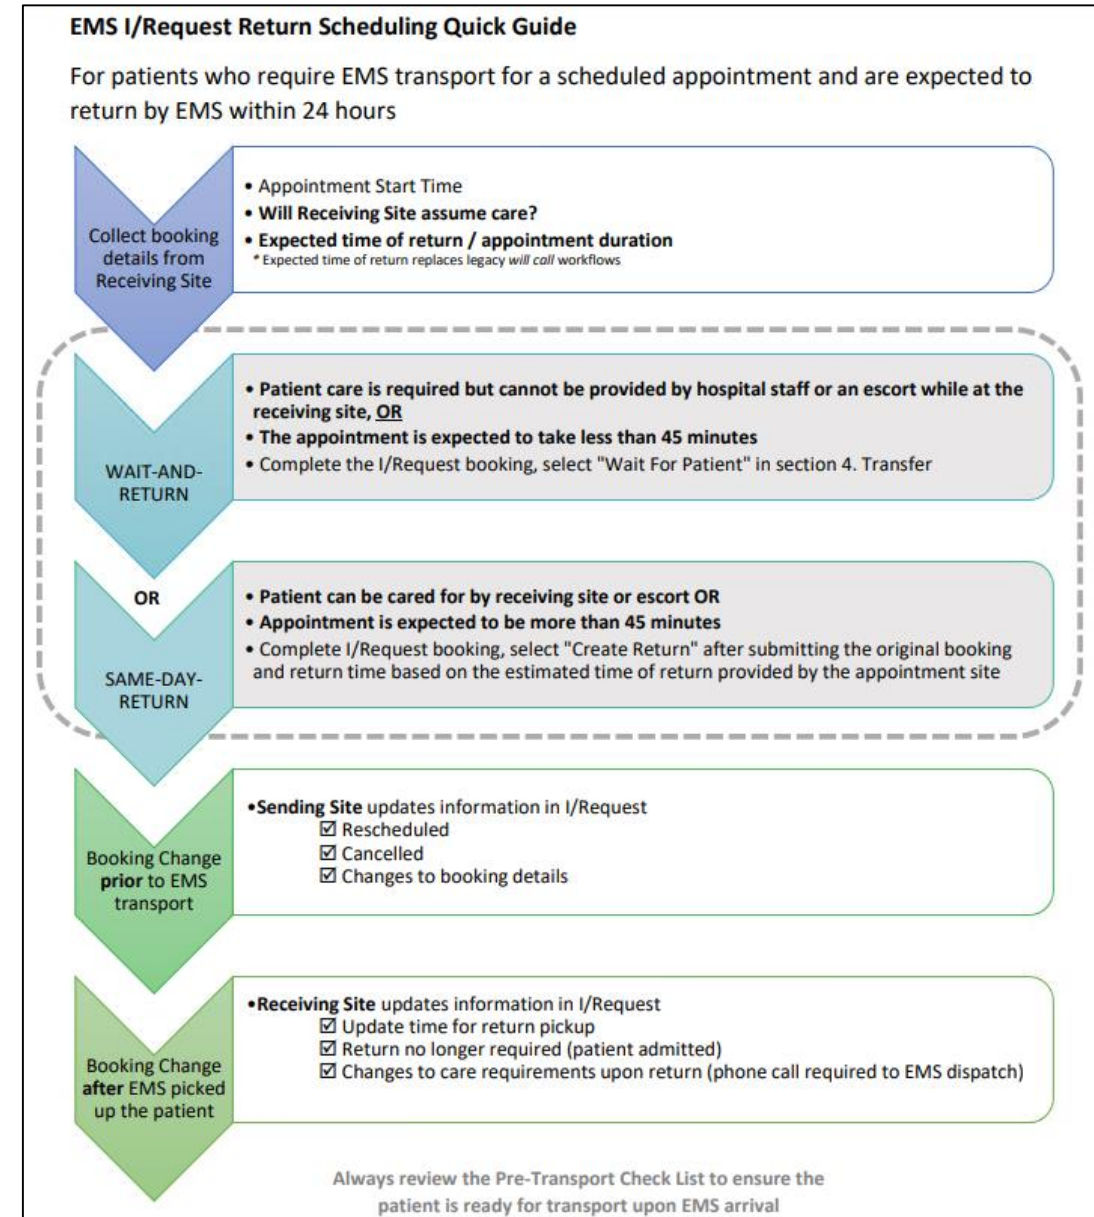 EMS I/Request Return Scheduling Quick Guide
For patients who require EMS transport for a scheduled appointment and are expected to
return by EMS within 24 hours
Collect booking
details from
Receiving Site
• Appointment Start Time
• Will Receiving Site assume care?
• Expected time of return / appointment duration
* Expected time of return replaces legacy will call workflows
WAIT-AND-
RETURN
• Patient care is required but cannot be provided by hospital staff or an escort while at the
receiving site, OR
• The appointment is expected to take less than 45 minutes
• Complete the I/Request booking, select "Wait For Patient" in section 4. Transfer
OR
SAME-DAY-
RETURN
• Patient can be cared for by receiving site or escort OR
• Appointment is expected to be more than 45 minutes
• Complete I/Request booking, select "Create Return" after submitting the original booking
and return time based on the estimated time of return provided by the appointment site
Booking Change
prior to EMS
transport
•Sending Site updates information in I/Request
☑ Rescheduled
☑ Cancelled
☑ Changes to booking details
Booking Change
after EMS picked
up the patient
•Receiving Site updates information in I/Request
☑ Update time for return pickup
☑ Return no longer required (patient admitted)
☑ Changes to care requirements upon return (phone call required to EMS dispatch)
Always review the Pre-Transport Check List to ensure the
patient is ready for transport upon EMS arrival